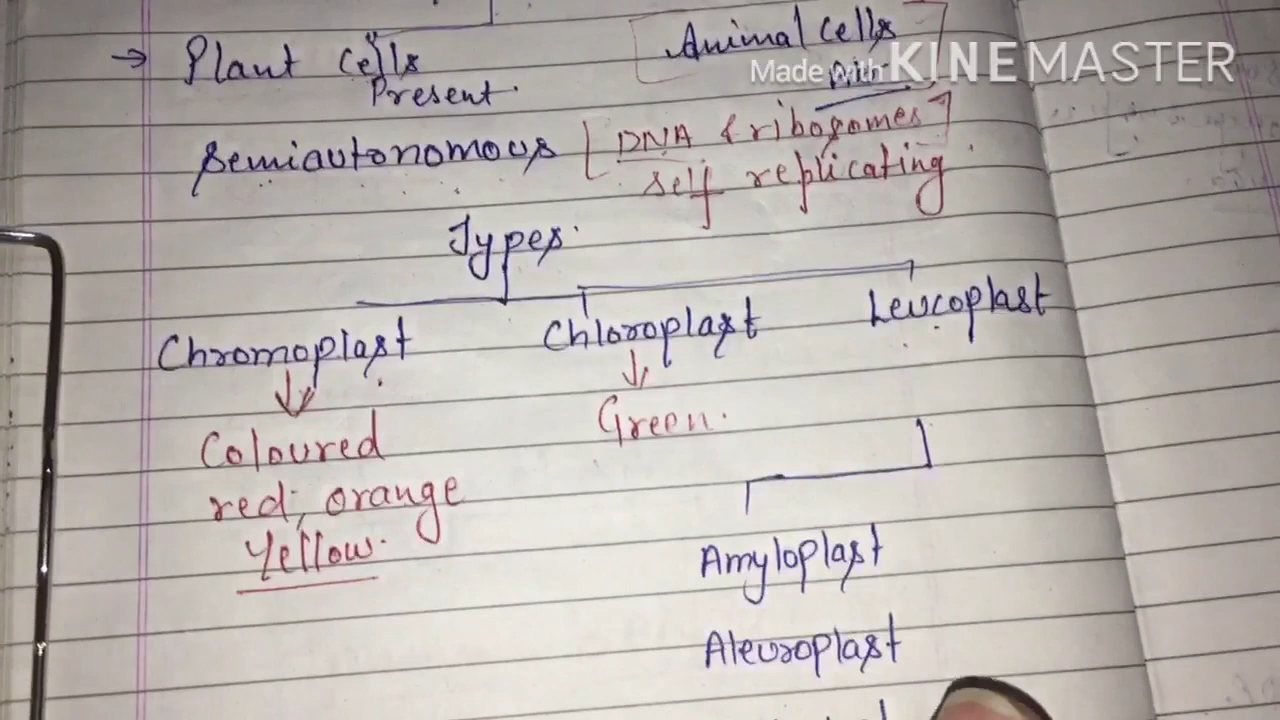 → Plant Cells
Present.
Animal Cells
Made with KINEMASTER
semiautonomous [DNA & ribosomes]
self replicating.
Types.
Chromoplast
Chloroplast
Leucoplast
Coloured
red, orange
Yellow.
Green.
Amyloplast
Aleuroplast